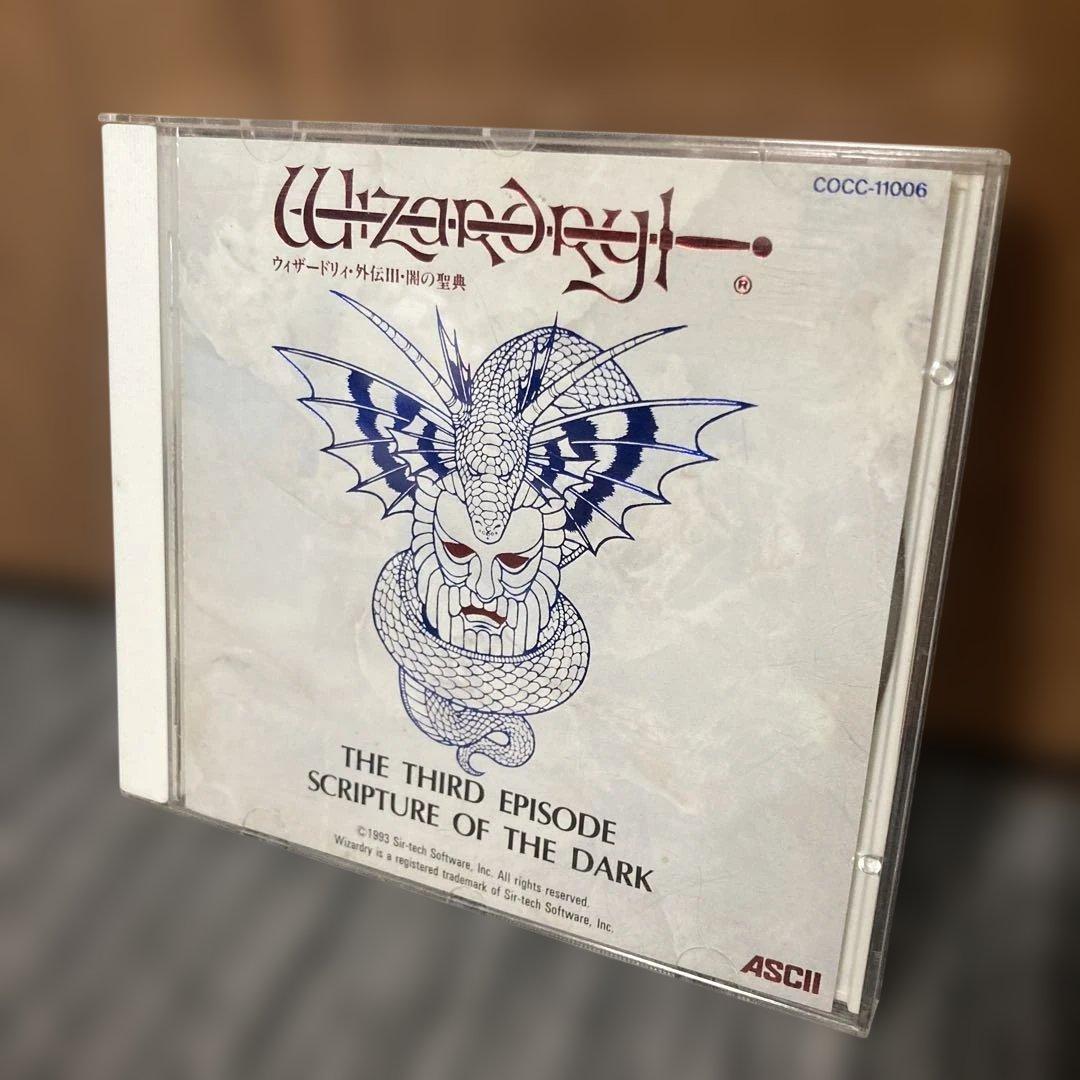 COCC-11006
Wizardry
®
ウィザードリィ・外伝III・闇の聖典
THE THIRD EPISODE
SCRIPTURE OF THE DARK
©1993 Sir-tech Software, Inc. All rights reserved.
Wizardry is a registered trademark of Sir-tech Software, Inc.
ASCII